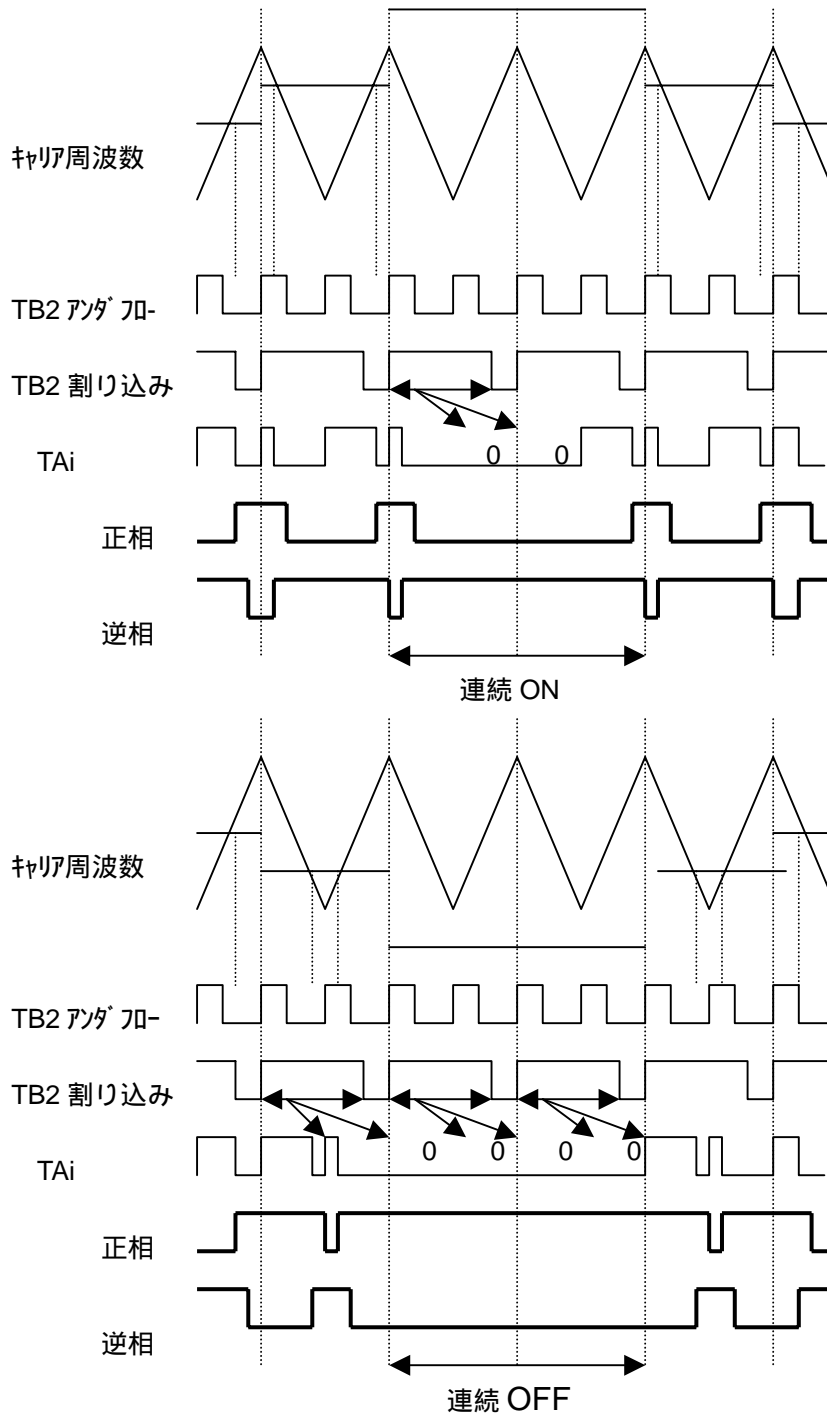 ｷｬﾘｱ周波数
TB2 ｱﾝﾀﾞﾌﾛｰ
TB2 割り込み
TAi
0 0
正相
逆相
連続 ON
ｷｬﾘｱ周波数
TB2 ｱﾝﾀﾞﾌﾛｰ
TB2 割り込み
TAi
0 0 0 0
正相
逆相
連続 OFF